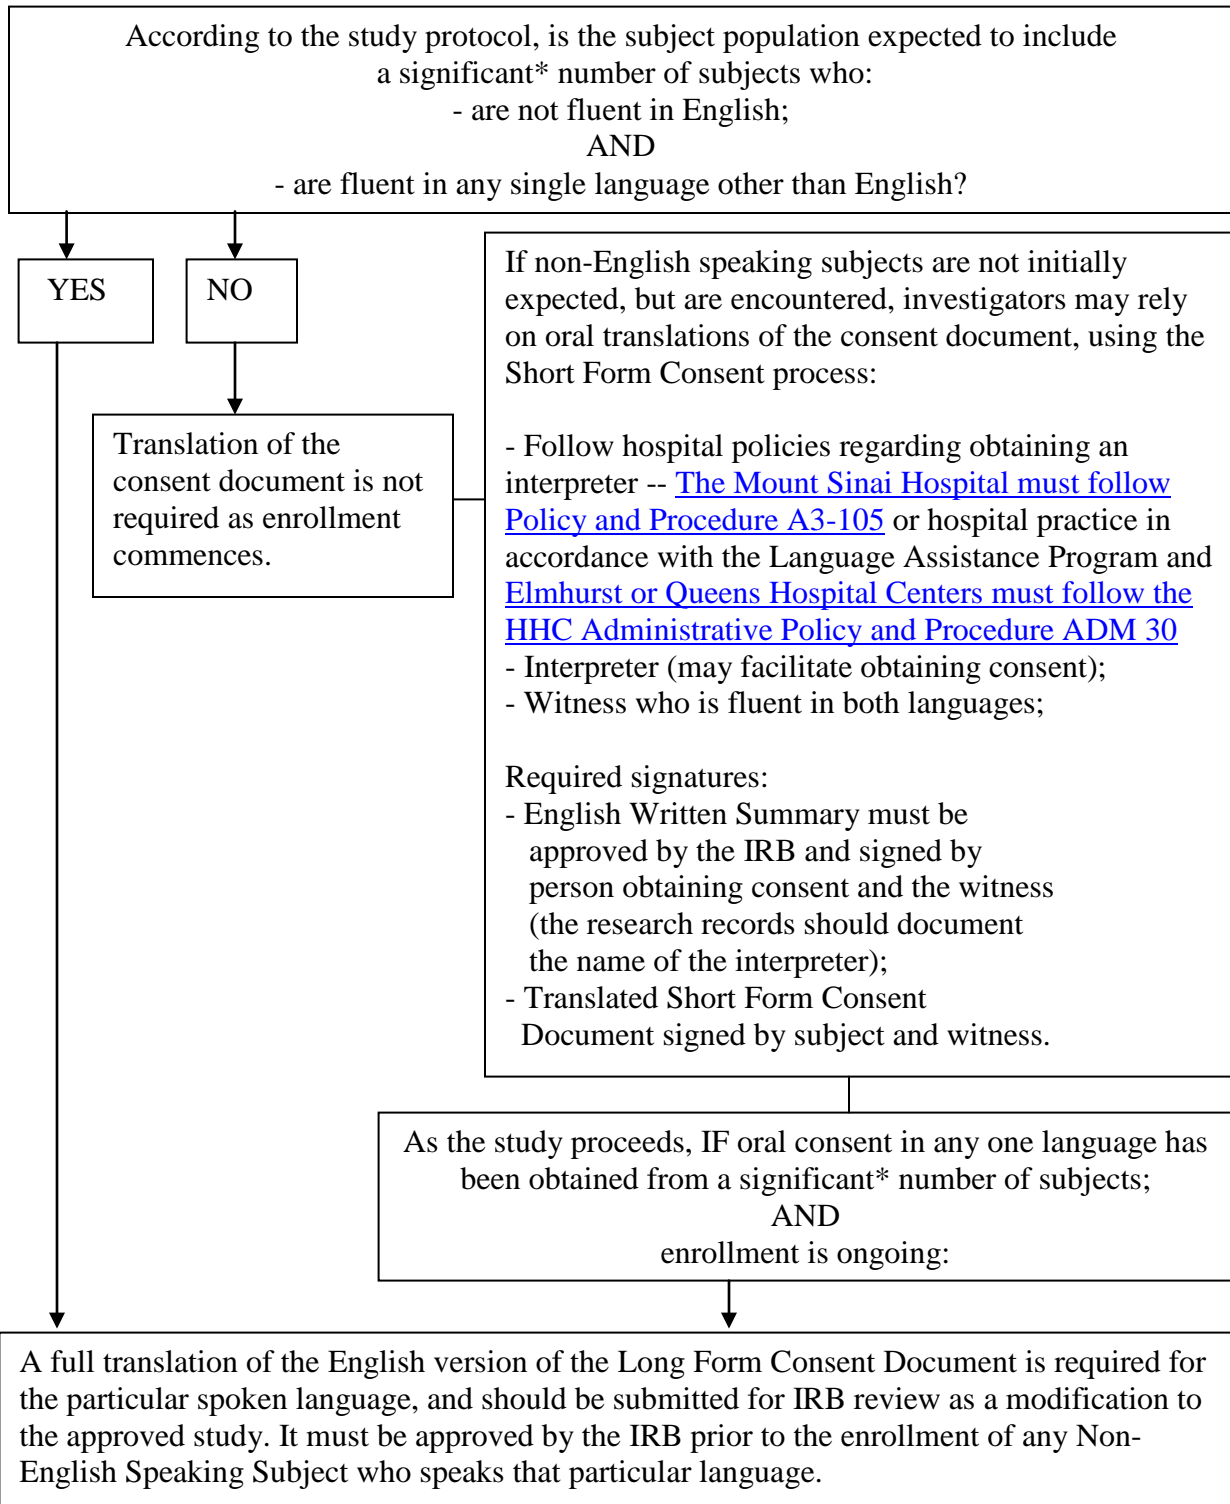 According to the study protocol, is the subject population expected to include
a significant* number of subjects who:
- are not fluent in English;
AND
- are fluent in any single language other than English?
YES
NO
Translation of the
consent document is not
required as enrollment
commences.
If non-English speaking subjects are not initially
expected, but are encountered, investigators may rely
on oral translations of the consent document, using the
Short Form Consent process:
- Follow hospital policies regarding obtaining an
interpreter -- The Mount Sinai Hospital must follow
Policy and Procedure A3-105 or hospital practice in
accordance with the Language Assistance Program and
Elmhurst or Queens Hospital Centers must follow the
HHC Administrative Policy and Procedure ADM 30
- Interpreter (may facilitate obtaining consent);
- Witness who is fluent in both languages;
Required signatures:
- English Written Summary must be
approved by the IRB and signed by
person obtaining consent and the witness
(the research records should document
the name of the interpreter);
- Translated Short Form Consent
Document signed by subject and witness.
As the study proceeds, IF oral consent in any one language has
been obtained from a significant* number of subjects;
AND
enrollment is ongoing:
A full translation of the English version of the Long Form Consent Document is required for
the particular spoken language, and should be submitted for IRB review as a modification to
the approved study. It must be approved by the IRB prior to the enrollment of any Non-
English Speaking Subject who speaks that particular language.